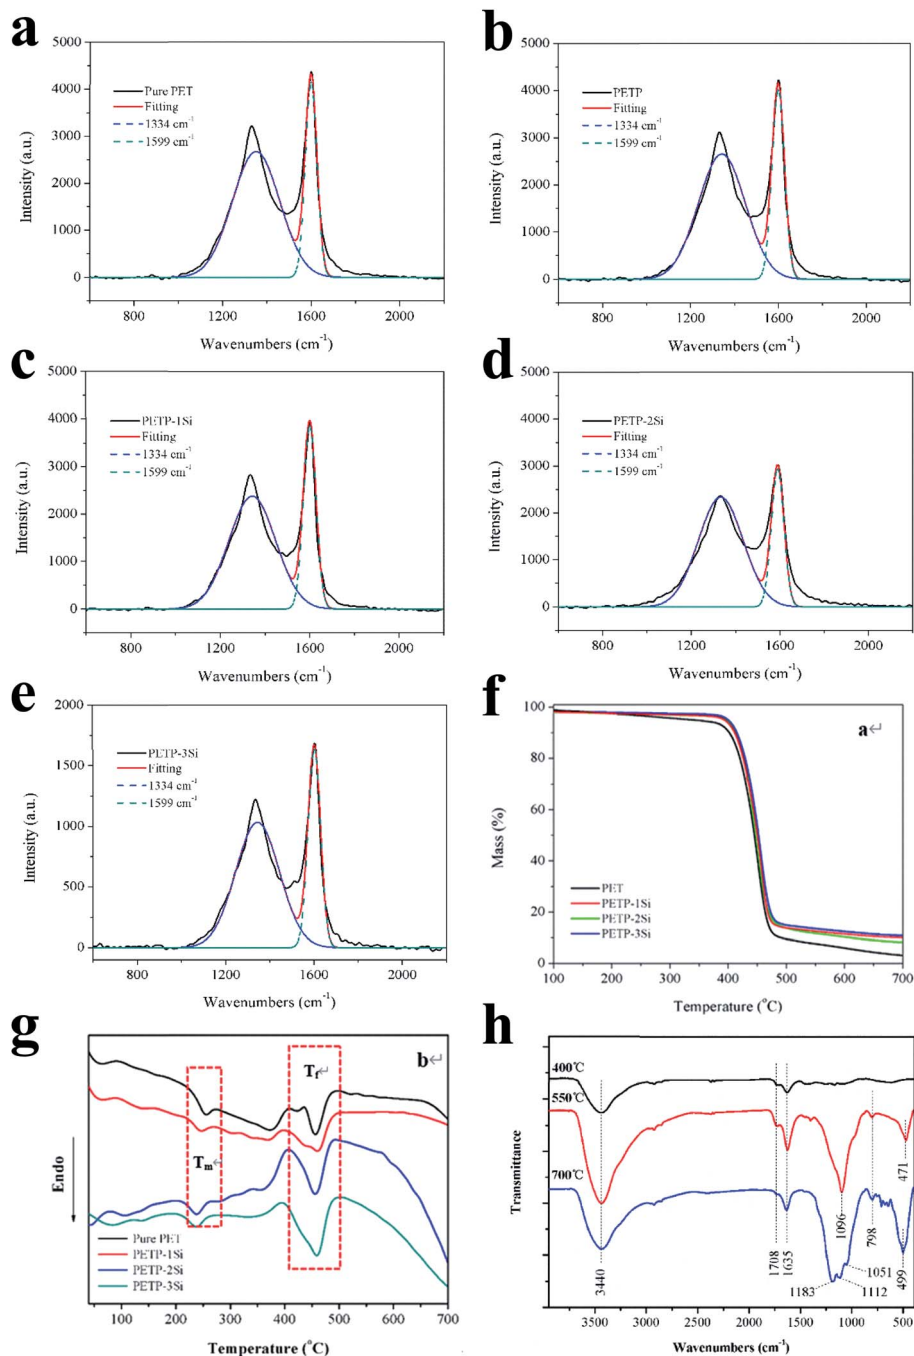 a
5000
4000
3000
2000
1000
0
Intensity (a.u.)
Pure PET
Fitting
1334 cm⁻¹
1599 cm⁻¹
800 1200 1600 2000
Wavenumbers (cm⁻¹)
b
5000
4000
3000
2000
1000
0
Intensity (a.u.)
PETP
Fitting
1334 cm⁻¹
1599 cm⁻¹
800 1200 1600 2000
Wavenumbers (cm⁻¹)
c
5000
4000
3000
2000
1000
0
Intensity (a.u.)
PETP-1Si
Fitting
1334 cm⁻¹
1599 cm⁻¹
800 1200 1600 2000
Wavenumbers (cm⁻¹)
d
5000
4000
3000
2000
1000
0
Intensity (a.u.)
PETP-2Si
Fitting
1334 cm⁻¹
1599 cm⁻¹
800 1200 1600 2000
Wavenumbers (cm⁻¹)
e
2000
1500
1000
500
0
Intensity (a.u.)
PETP-3Si
Fitting
1334 cm⁻¹
1599 cm⁻¹
800 1200 1600 2000
Wavenumbers (cm⁻¹)
f
100
80
60
40
20
0
Mass (%)
a↵
PET
PETP-1Si
PETP-2Si
PETP-3Si
100 200 300 400 500 600 700
Temperature (°C)
g
b↵
Endo
Tm↵
Tf↵
Pure PET
PETP-1Si
PETP-2Si
PETP-3Si
100 200 300 400 500 600 700
Temperature (°C)
h
Transmittance
400℃
550℃
700℃
3440
1708
1635
1183
1096
1112
1051
798
471
499
3500 3000 2500 2000 1500 1000 500
Wavenumbers (cm⁻¹)